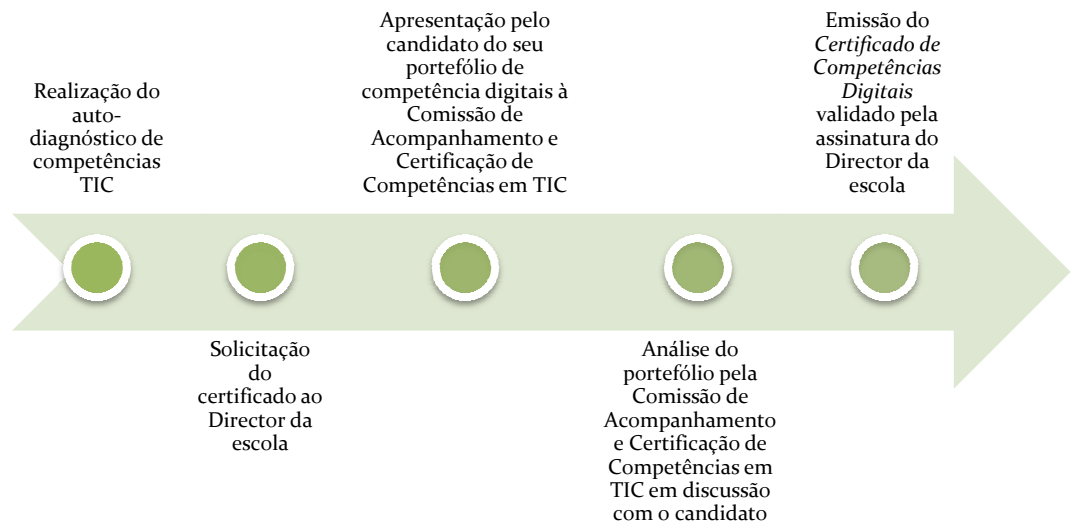 Realização do
auto-
diagnóstico de
competências
TIC
Solicitação
do
certificado ao
Director da
escola
Apresentação pelo
candidato do seu
portefólio de
competência digitais à
Comissão de
Acompanhamento e
Certificação de
Competências em TIC
Análise do
portefólio pela
Comissão de
Acompanhamento
e Certificação de
Competências em
TIC em discussão
com o candidato
Emissão do
Certificado de
Competências
Digitais
validado pela
assinatura do
Director da
escola